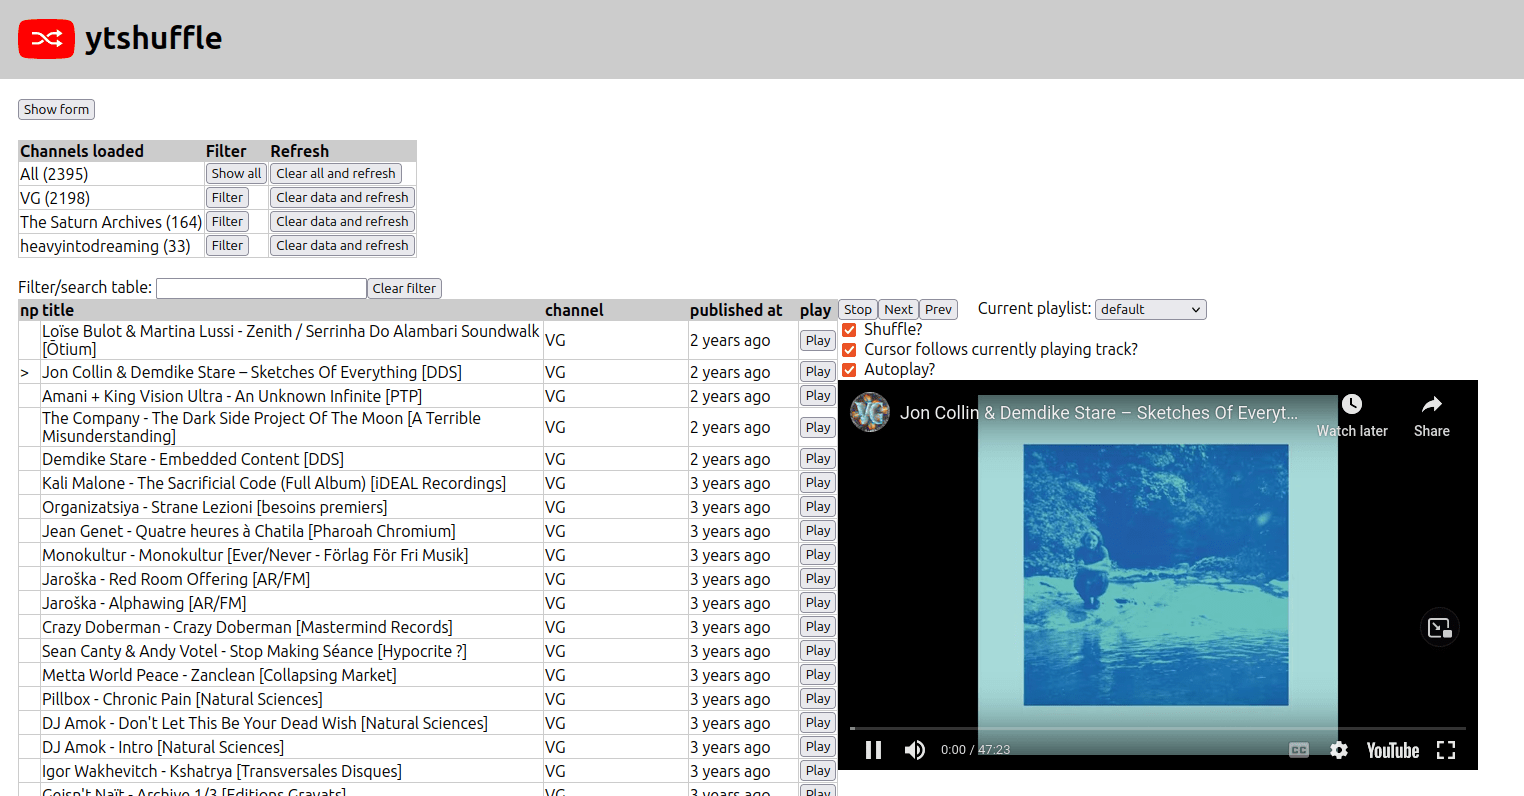 ytshuffle
Show form
Channels loaded Filter Refresh
All (2395) Show all Clear all and refresh
VG (2198) Filter Clear data and refresh
The Saturn Archives (164) Filter Clear data and refresh
heavyintodreaming (33) Filter Clear data and refresh
Filter/search table: Clear filter
np title channel published at play
Loïse Bulot & Martina Lussi - Zenith / Serrinha Do Alambari Soundwalk
[Ōtium] VG 2 years ago Play
> Jon Collin & Demdike Stare – Sketches Of Everything [DDS] VG 2 years ago Play
Amani + King Vision Ultra - An Unknown Infinite [PTP] VG 2 years ago Play
The Company - The Dark Side Project Of The Moon [A Terrible
Misunderstanding] VG 2 years ago Play
Demdike Stare - Embedded Content [DDS] VG 2 years ago Play
Kali Malone - The Sacrificial Code (Full Album) [iDEAL Recordings] VG 3 years ago Play
Organizatsiya - Strane Lezioni [besoins premiers] VG 3 years ago Play
Jean Genet - Quatre heures à Chatila [Pharoah Chromium] VG 3 years ago Play
Monokultur - Monokultur [Ever/Never - Förlag För Fri Musik] VG 3 years ago Play
Jaroška - Red Room Offering [AR/FM] VG 3 years ago Play
Jaroška - Alphawing [AR/FM] VG 3 years ago Play
Crazy Doberman - Crazy Doberman [Mastermind Records] VG 3 years ago Play
Sean Canty & Andy Votel - Stop Making Séance [Hypocrite ?] VG 3 years ago Play
Metta World Peace - Zanclean [Collapsing Market] VG 3 years ago Play
Pillbox - Chronic Pain [Natural Sciences] VG 3 years ago Play
DJ Amok - Don't Let This Be Your Dead Wish [Natural Sciences] VG 3 years ago Play
DJ Amok - Intro [Natural Sciences] VG 3 years ago Play
Igor Wakhevitch - Kshatrya [Transversales Disques] VG 3 years ago Play
Geisn't Naït - Archive 1/3 [Editions Gravats] VG 3 years ago Play
Stop Next Prev Current playlist: default
Shuffle?
Cursor follows currently playing track?
Autoplay?
VG Jon Collin & Demdike Stare – Sketches Of Everyt...
Watch later Share
0:00 / 47:23 CC YouTube